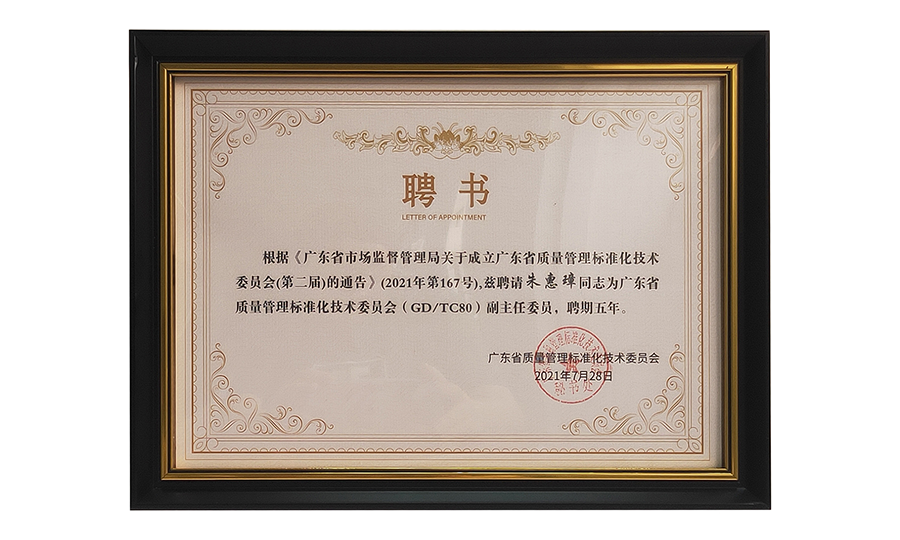 聘书
LETTER OF APPOINTMENT
根据《广东省市场监督管理局关于成立广东省质量管理标准化技术
委员会(第二届)的通告》(2021年第167号),兹聘请朱惠璋同志为广东省
质量管理标准化技术委员会（GD/TC80）副主任委员，聘期五年。
广东省质量管理标准化技术委员会
2021年7月28日
秘书处